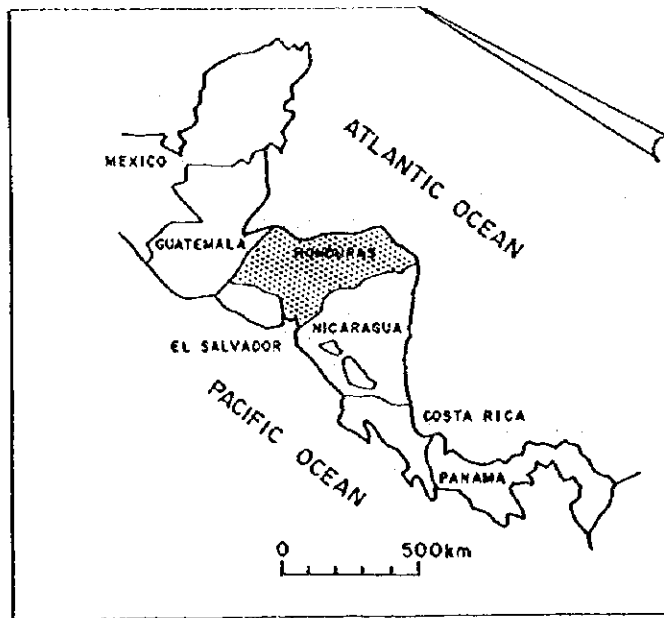 ATLANTIC OCEAN
MEXICO
GUATEMALA
HONDURAS
NICARAGUA
EL SALVADOR
PACIFIC OCEAN
COSTA RICA
PANAMA
0 500km